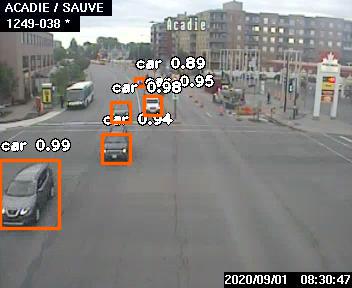 ACADIE / SAUVE
1249-038 *
Acadie
car 0.89
car 0.95
car 0.98
car 0.94
car 0.99
2020/09/01 08:30:47